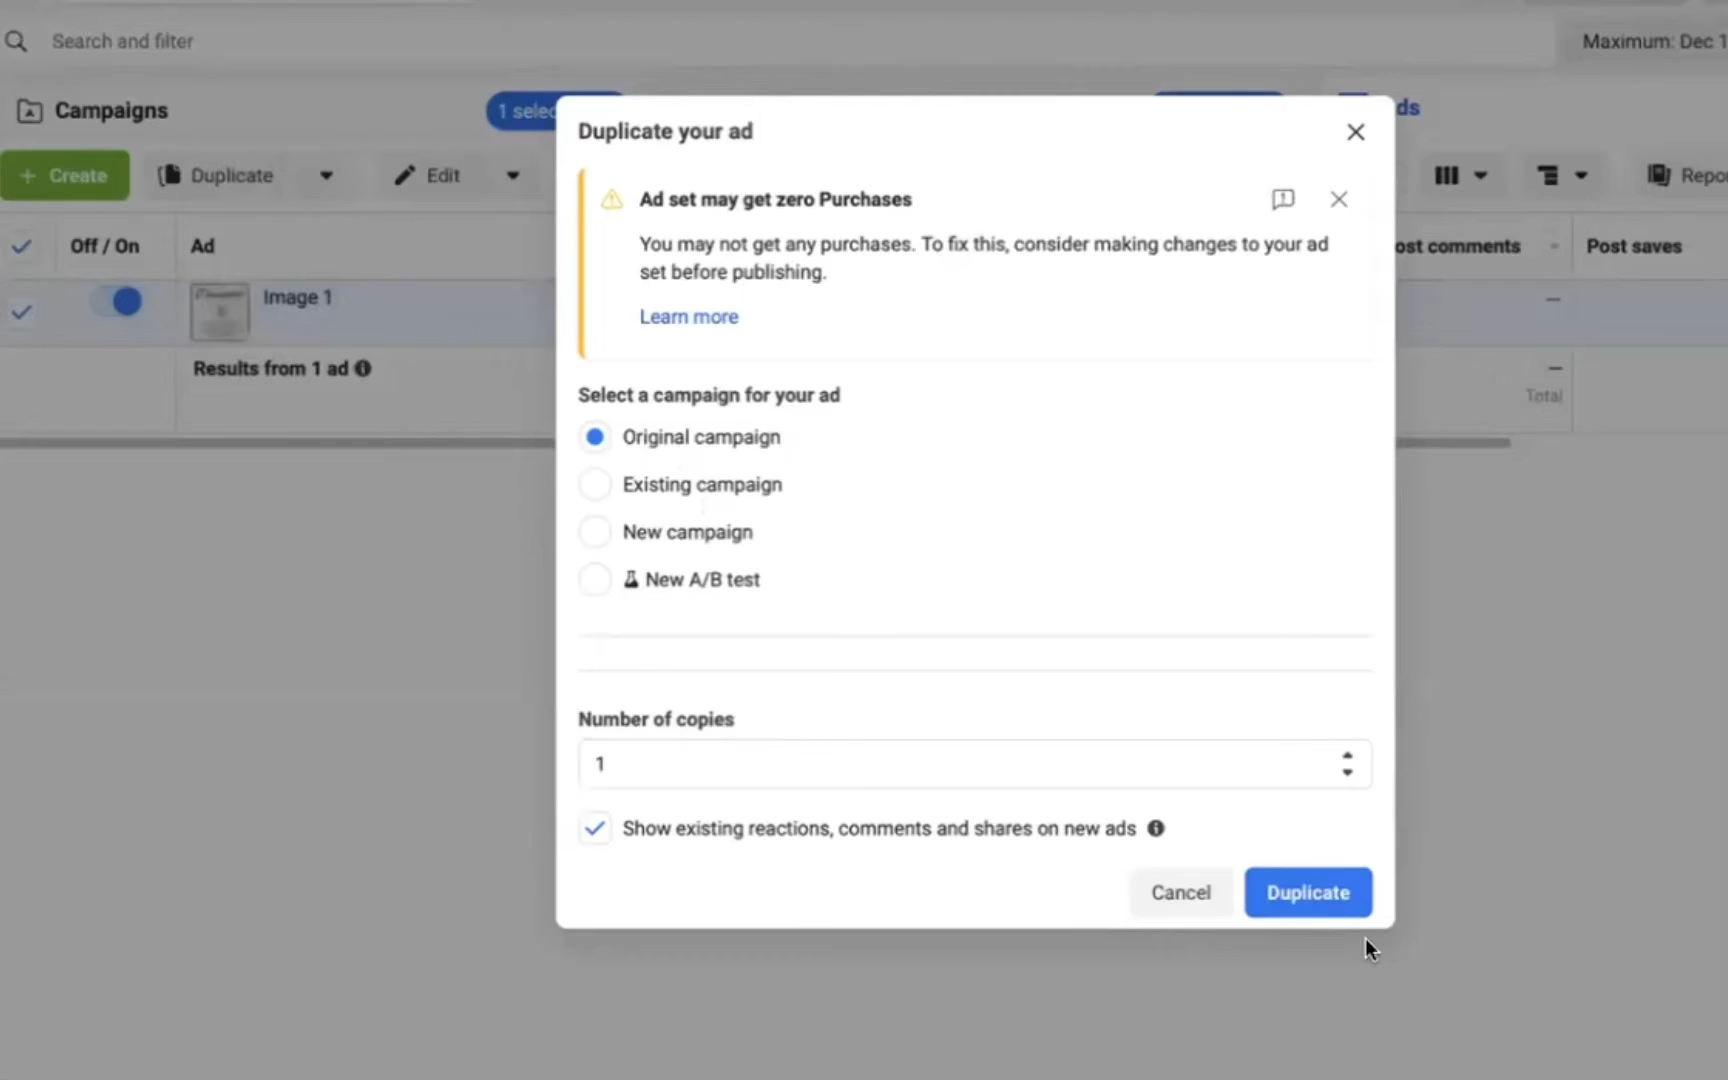 Search and filter
Maximum: Dec 1
Campaigns
1 selec
ds
Create
Duplicate
Edit
Repo
Off / On
Ad
ost comments
Post saves
Image 1
—
Results from 1 ad
—
Total
Duplicate your ad
Ad set may get zero Purchases
You may not get any purchases. To fix this, consider making changes to your ad
set before publishing.
Learn more
Select a campaign for your ad
Original campaign
Existing campaign
New campaign
New A/B test
Number of copies
1
Show existing reactions, comments and shares on new ads
Cancel
Duplicate